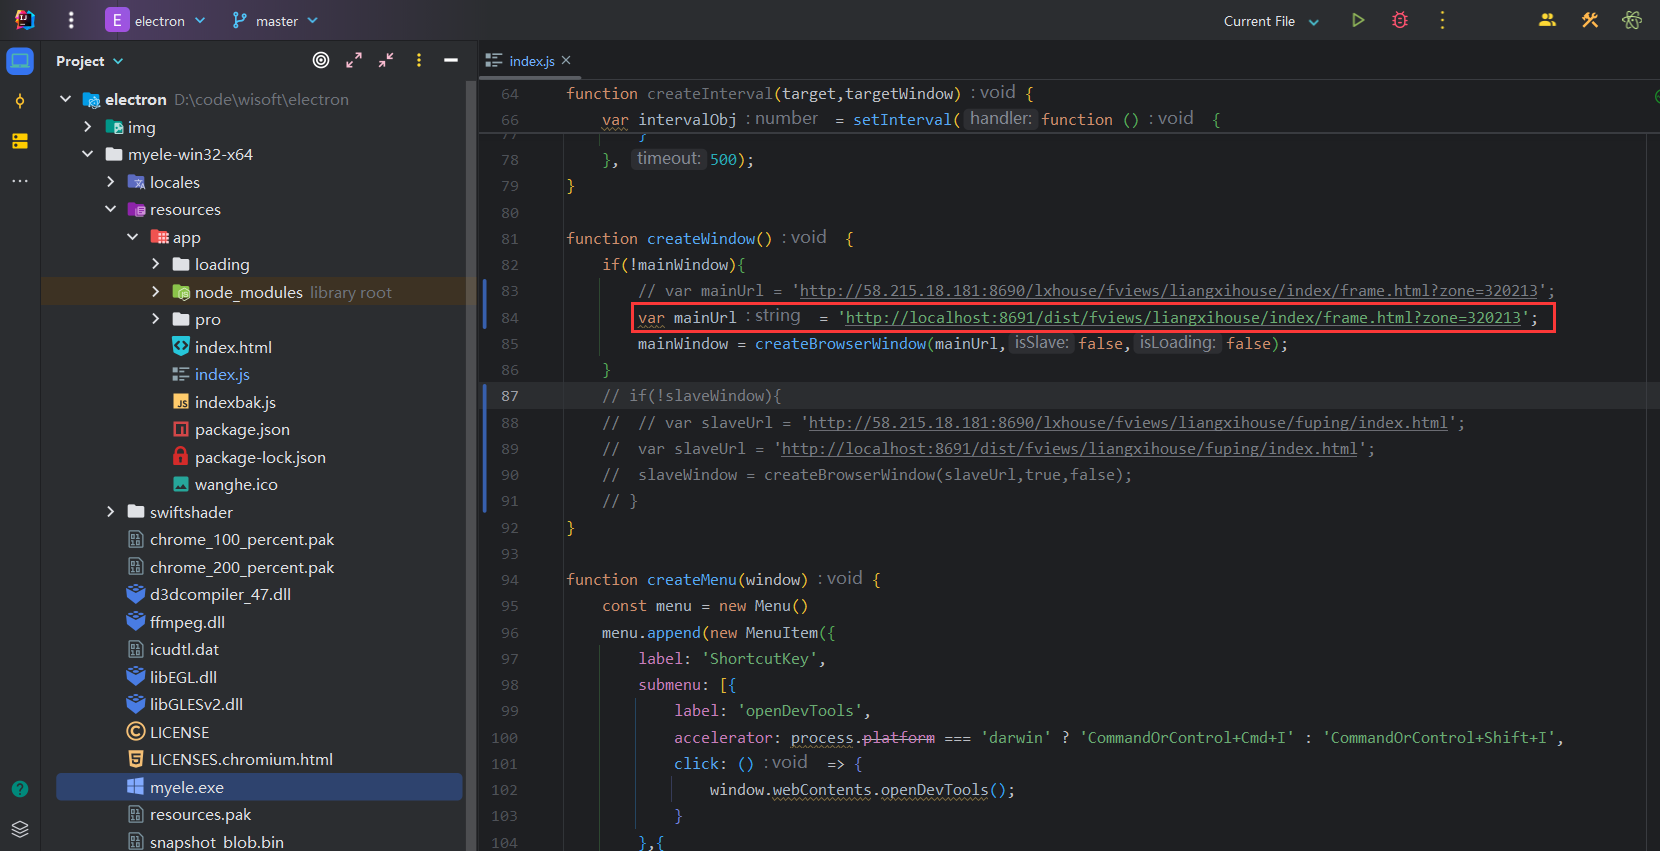 E electron master Current File
Project
index.js
electron D:\code\wisoft\electron
img
myele-win32-x64
locales
resources
app
loading
node_modules library root
pro
index.html
index.js
indexbak.js
package.json
package-lock.json
wanghe.ico
swiftshader
chrome_100_percent.pak
chrome_200_percent.pak
d3dcompiler_47.dll
ffmpeg.dll
icudtl.dat
libEGL.dll
libGLESv2.dll
LICENSE
LICENSES.chromium.html
myele.exe
resources.pak
snapshot_blob.bin
64 function createInterval(target,targetWindow) : void {
66 var intervalObj : number = setInterval( handler: function () : void {
77 }
78 }, timeout: 500);
79 }
80
81 function createWindow() : void {
82 if(!mainWindow){
83 // var mainUrl = 'http://58.215.18.181:8690/lxhouse/fviews/liangxihouse/index/frame.html?zone=320213';
84 var mainUrl : string = 'http://localhost:8691/dist/fviews/liangxihouse/index/frame.html?zone=320213';
85 mainWindow = createBrowserWindow(mainUrl, isSlave: false, isLoading: false);
86 }
87 // if(!slaveWindow){
88 // // var slaveUrl = 'http://58.215.18.181:8690/lxhouse/fviews/liangxihouse/fuping/index.html';
89 // var slaveUrl = 'http://localhost:8691/dist/fviews/liangxihouse/fuping/index.html';
90 // slaveWindow = createBrowserWindow(slaveUrl,true,false);
91 // }
92 }
93
94 function createMenu(window) : void {
95 const menu = new Menu()
96 menu.append(new MenuItem({
97 label: 'ShortcutKey',
98 submenu: [{
99 label: 'openDevTools',
100 accelerator: process.platform === 'darwin' ? 'CommandOrControl+Cmd+I' : 'CommandOrControl+Shift+I',
101 click: () : void => {
102 window.webContents.openDevTools();
103 }
104 },{